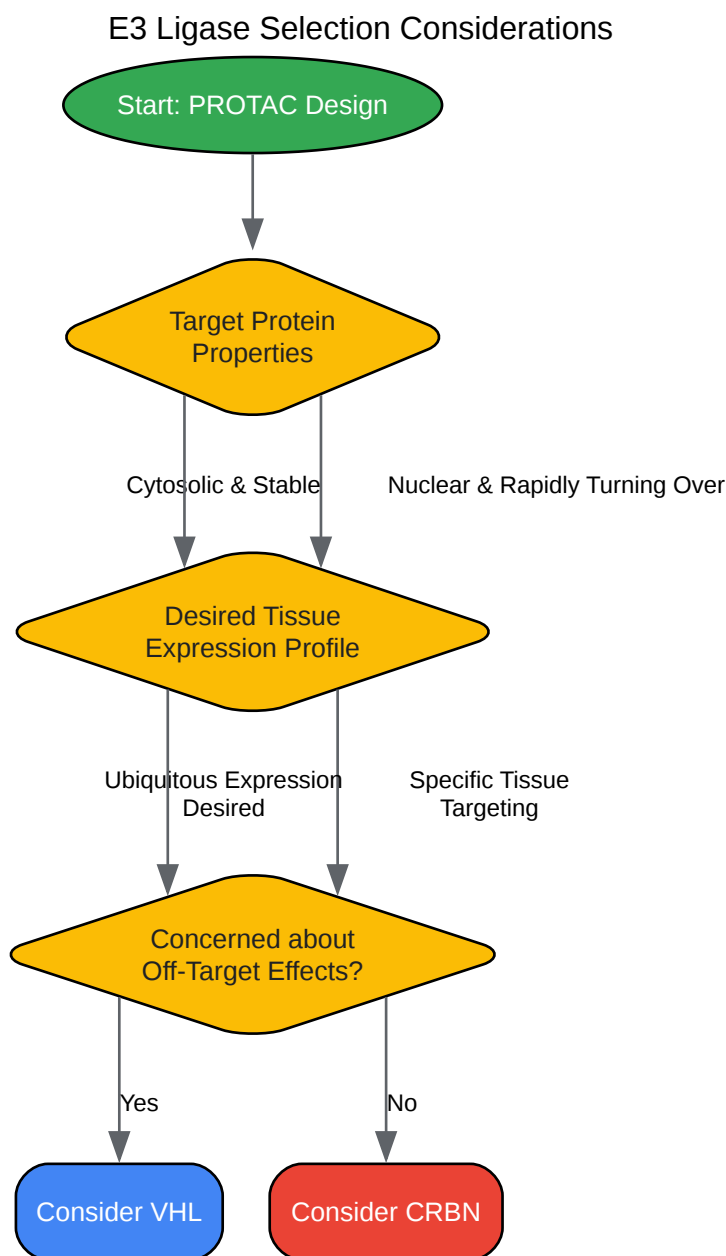 E3 Ligase Selection Considerations
Start: PROTAC Design
Target Protein
Properties
Cytosolic & Stable
Nuclear & Rapidly Turning Over
Desired Tissue
Expression Profile
Ubiquitous Expression
Desired
Specific Tissue
Targeting
Concerned about
Off-Target Effects?
Yes
No
Consider VHL
Consider CRBN